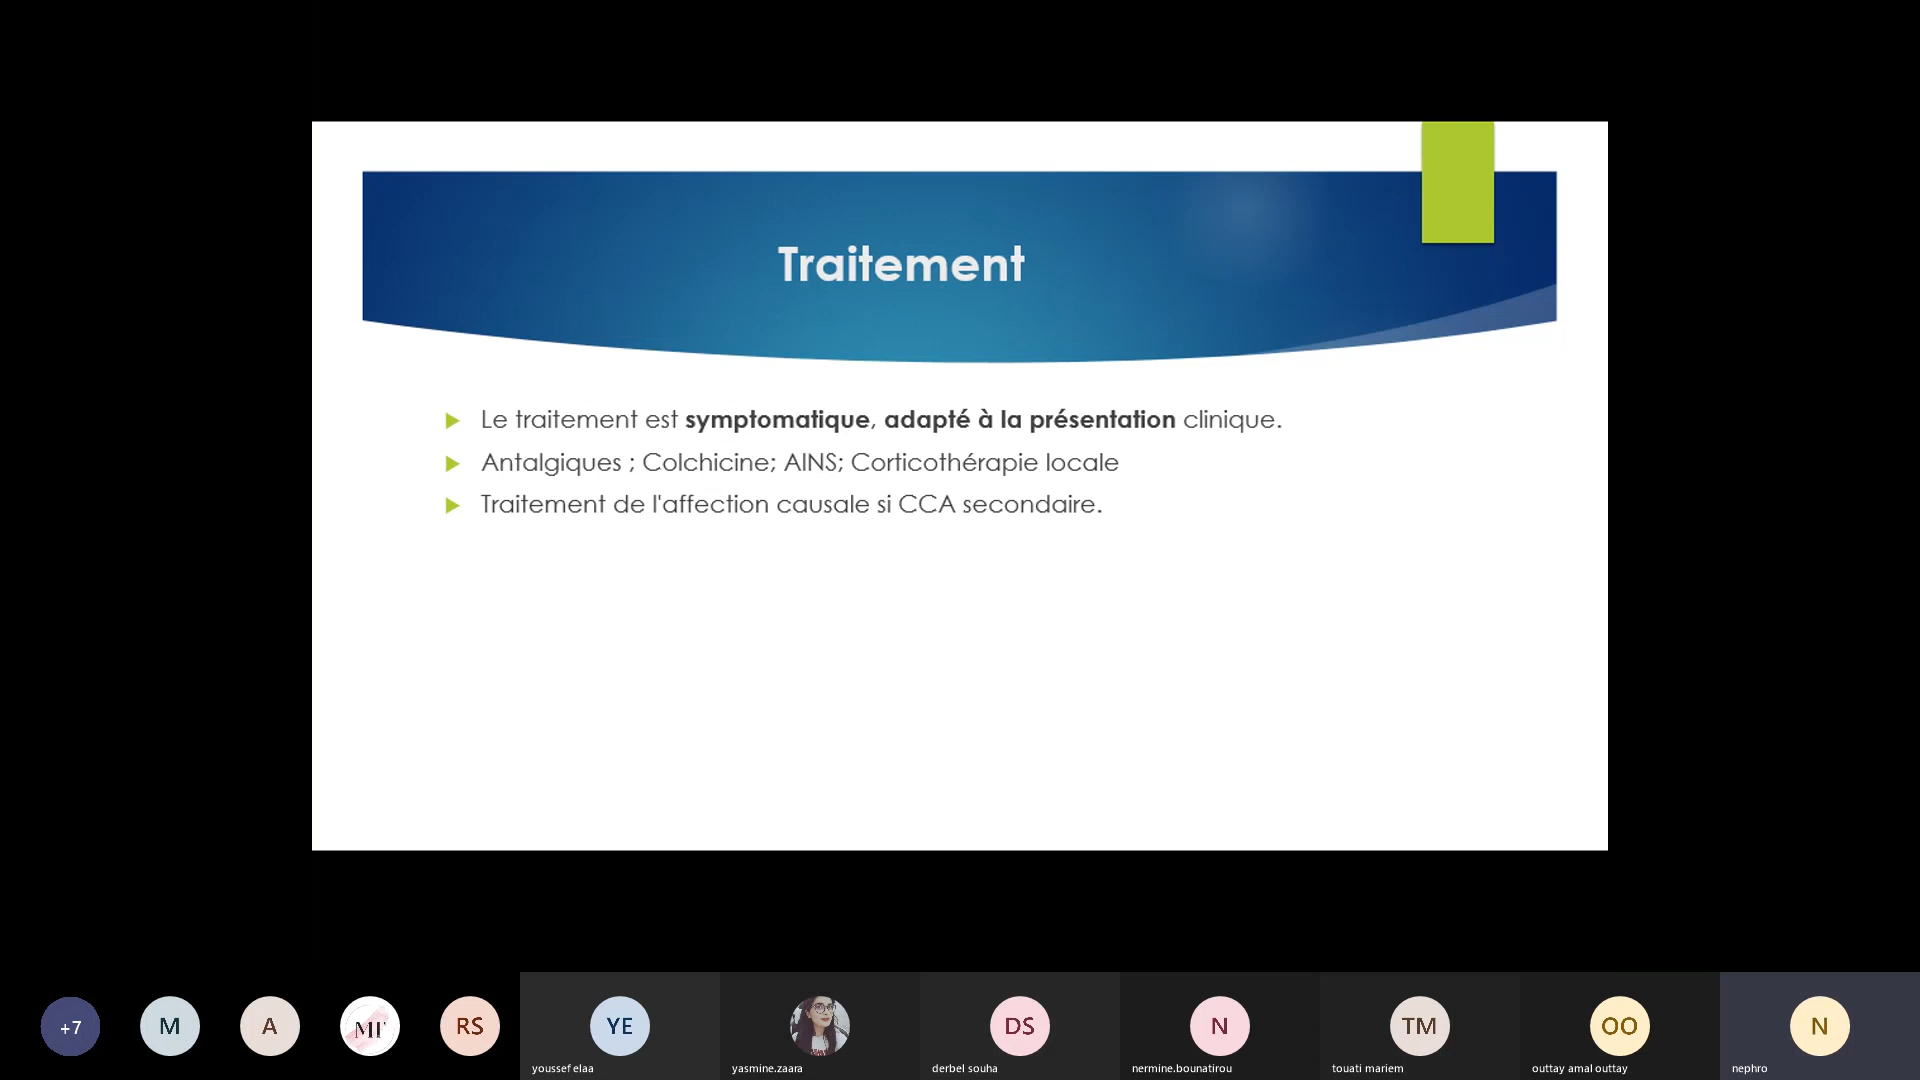 Traitement
Le traitement est symptomatique, adapté à la présentation clinique.
Antalgiques ; Colchicine; AINS; Corticothérapie locale
Traitement de l'affection causale si CCA secondaire.
+7
M
A
RS
YE
DS
N
TM
OO
N
youssef elaa
yasmine.zaara
derbel souha
nermine.bounatirou
touati mariem
outtay amal outtay
nephro